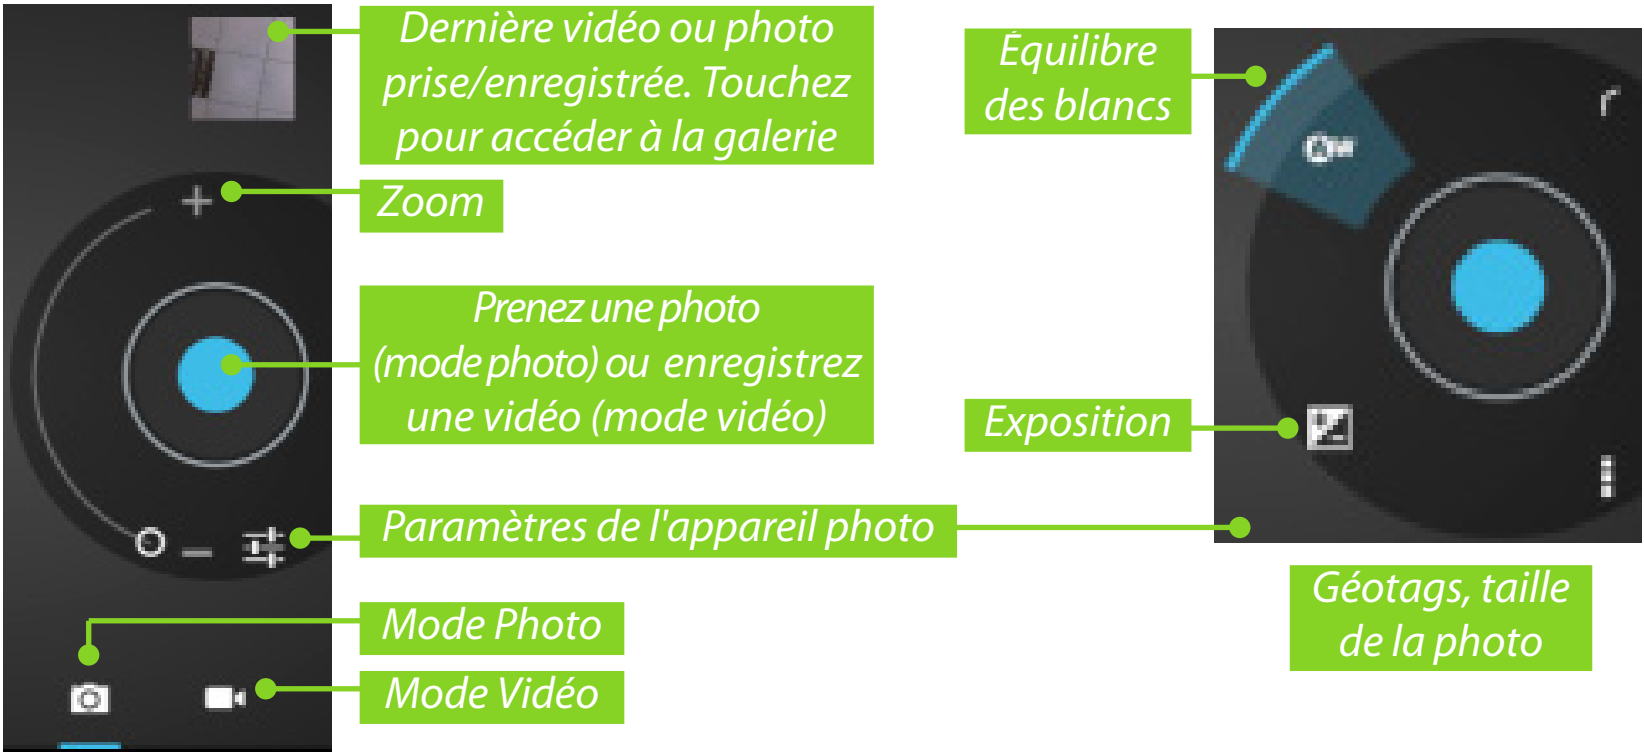 Dernière vidéo ou photo
prise/enregistrée. Touchez
pour accéder à la galerie
Zoom
Prenez une photo
(mode photo) ou enregistrez
une vidéo (mode vidéo)
Paramètres de l'appareil photo
Mode Photo
Mode Vidéo
Équilibre
des blancs
Exposition
Géotags, taille
de la photo